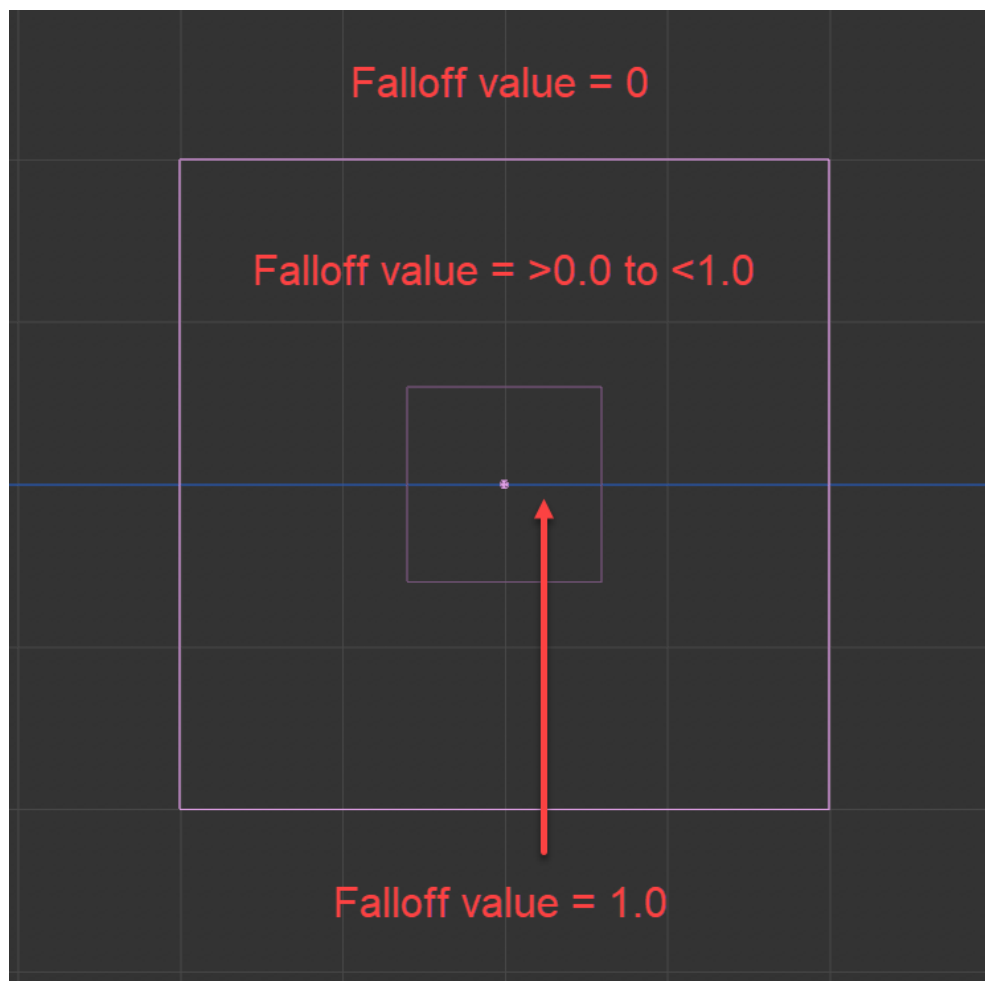 Falloff value = 0
Falloff value = >0.0 to <1.0
Falloff value = 1.0